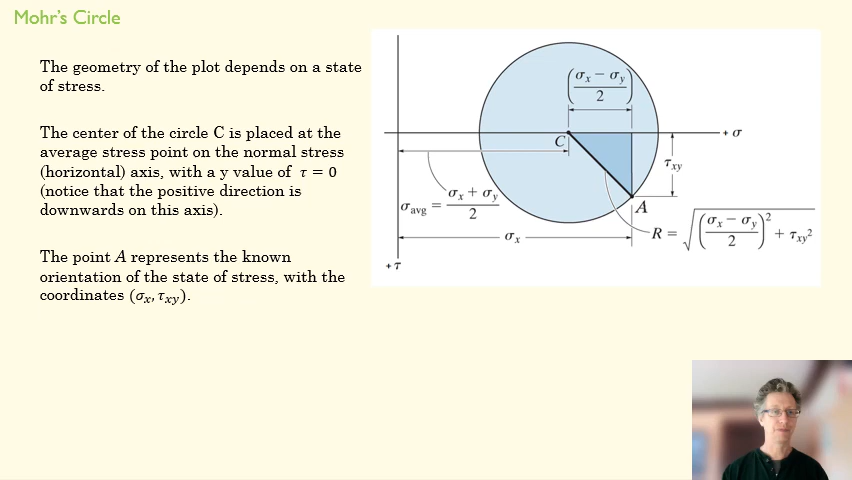 Mohr's Circle
The geometry of the plot depends on a state
of stress.
The center of the circle C is placed at the
average stress point on the normal stress
(horizontal) axis, with a y value of τ = 0
(notice that the positive direction is
downwards on this axis).
The point A represents the known
orientation of the state of stress, with the
coordinates (σx, τxy).
(σx − σy / 2)
+ σ
C
τxy
σavg = σx + σy / 2
A
R = √(σx − σy / 2)² + τxy²
σx
+ τ